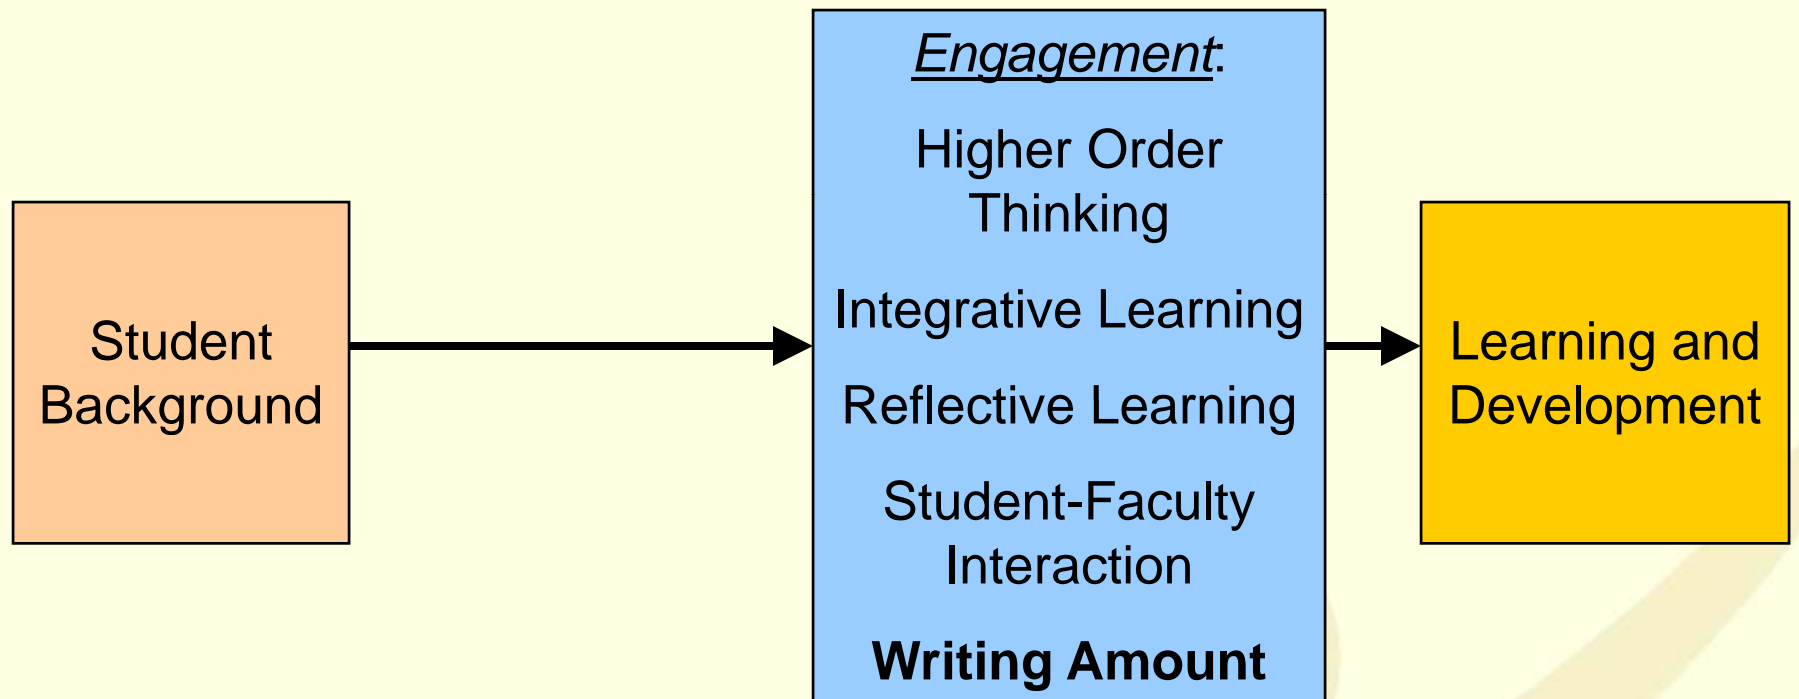 Student
Background
Engagement:
Higher Order
Thinking
Integrative Learning
Reflective Learning
Student-Faculty
Interaction
Writing Amount
Learning and
Development